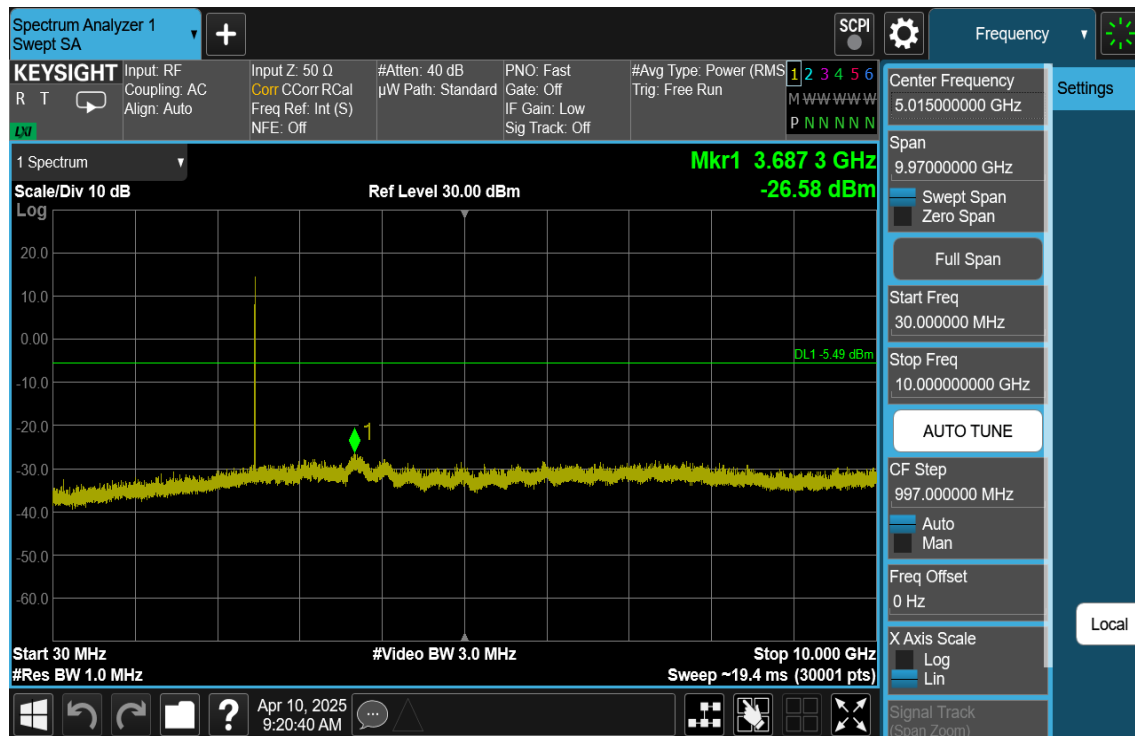 Spectrum Analyzer 1
Swept SA
SCPI
Frequency
KEYSIGHT
R T
LXI
Input: RF
Coupling: AC
Align: Auto
Input Z: 50 Ω
Corr CCorr RCal
Freq Ref: Int (S)
NFE: Off
#Atten: 40 dB
µW Path: Standard
PNO: Fast
Gate: Off
IF Gain: Low
Sig Track: Off
#Avg Type: Power (RMS
Trig: Free Run
1 2 3 4 5 6
M W W W W W
P N N N N N
1 Spectrum
Mkr1 3.687 3 GHz
Scale/Div 10 dB
Ref Level 30.00 dBm
-26.58 dBm
Log
20.0
10.0
0.00
DL1 -5.49 dBm
-10.0
-20.0
1
-30.0
-40.0
-50.0
-60.0
Start 30 MHz
#Video BW 3.0 MHz
Stop 10.000 GHz
#Res BW 1.0 MHz
Sweep ~19.4 ms (30001 pts)
Center Frequency
5.015000000 GHz
Span
9.97000000 GHz
Swept Span
Zero Span
Full Span
Start Freq
30.000000 MHz
Stop Freq
10.000000000 GHz
AUTO TUNE
CF Step
997.000000 MHz
Auto
Man
Freq Offset
0 Hz
X Axis Scale
Log
Lin
Signal Track
(Span Zoom)
Settings
Local
?
Apr 10, 2025
9:20:40 AM